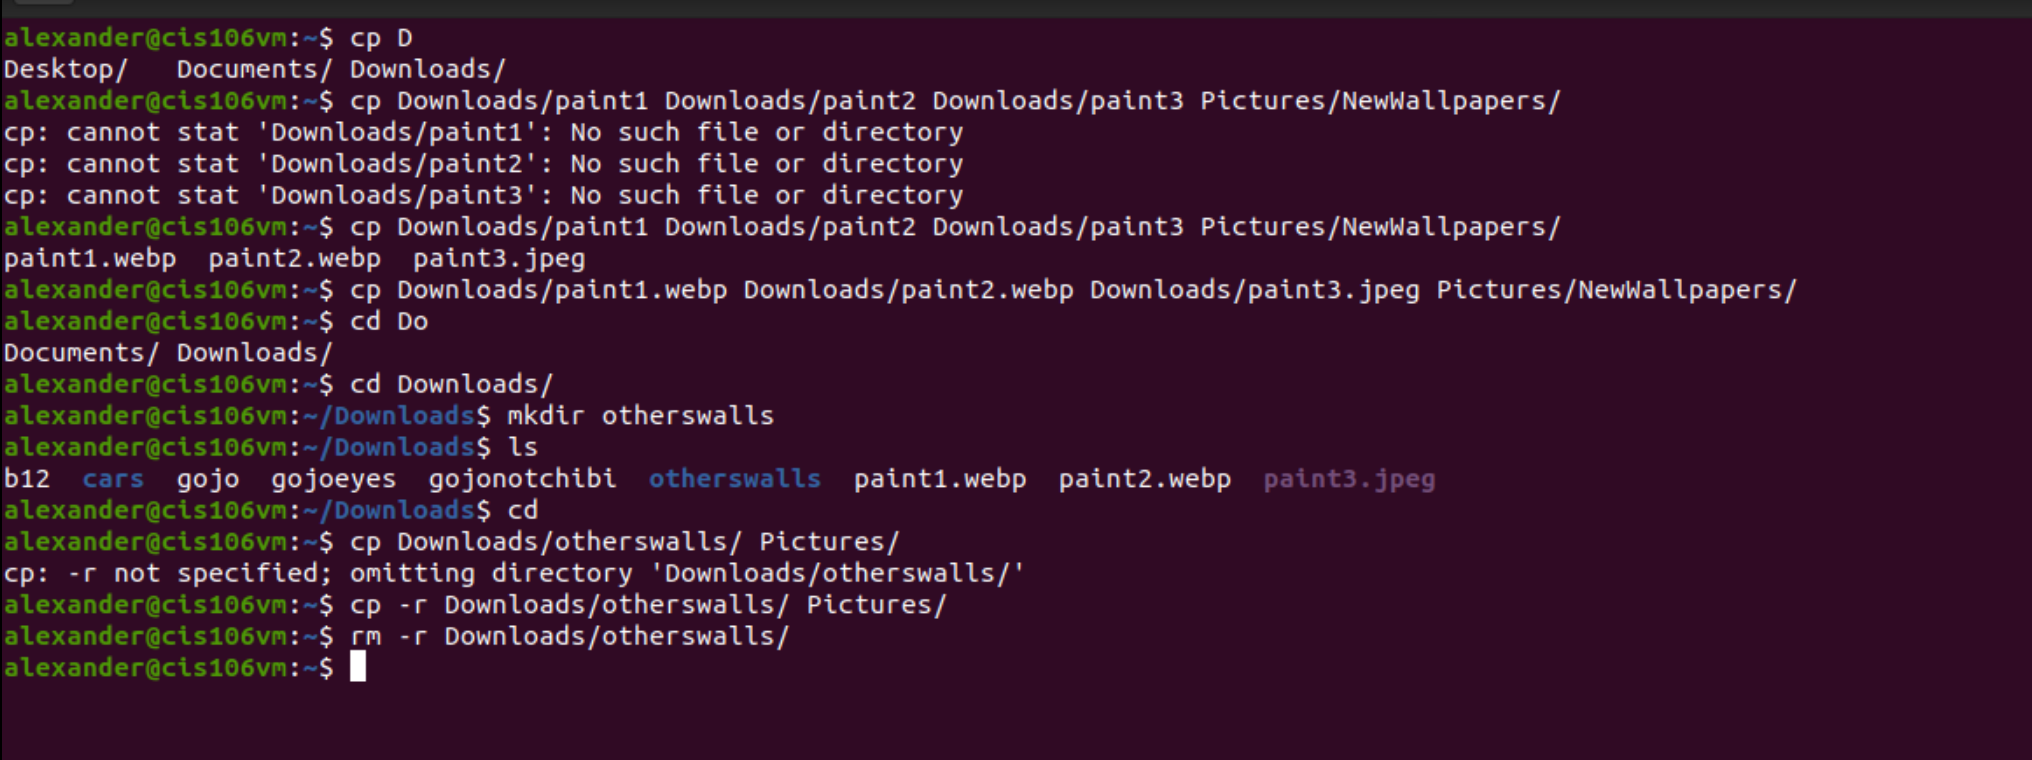 alexander@cis106vm:~$ cp D
Desktop/   Documents/ Downloads/
alexander@cis106vm:~$ cp Downloads/paint1 Downloads/paint2 Downloads/paint3 Pictures/NewWallpapers/
cp: cannot stat 'Downloads/paint1': No such file or directory
cp: cannot stat 'Downloads/paint2': No such file or directory
cp: cannot stat 'Downloads/paint3': No such file or directory
alexander@cis106vm:~$ cp Downloads/paint1 Downloads/paint2 Downloads/paint3 Pictures/NewWallpapers/
paint1.webp  paint2.webp  paint3.jpeg
alexander@cis106vm:~$ cp Downloads/paint1.webp Downloads/paint2.webp Downloads/paint3.jpeg Pictures/NewWallpapers/
alexander@cis106vm:~$ cd Do
Documents/ Downloads/
alexander@cis106vm:~$ cd Downloads/
alexander@cis106vm:~/Downloads$ mkdir otherswalls
alexander@cis106vm:~/Downloads$ ls
b12  cars  gojo  gojoeyes  gojonotchibi  otherswalls  paint1.webp  paint2.webp  paint3.jpeg
alexander@cis106vm:~/Downloads$ cd
alexander@cis106vm:~$ cp Downloads/otherswalls/ Pictures/
cp: -r not specified; omitting directory 'Downloads/otherswalls/'
alexander@cis106vm:~$ cp -r Downloads/otherswalls/ Pictures/
alexander@cis106vm:~$ rm -r Downloads/otherswalls/
alexander@cis106vm:~$